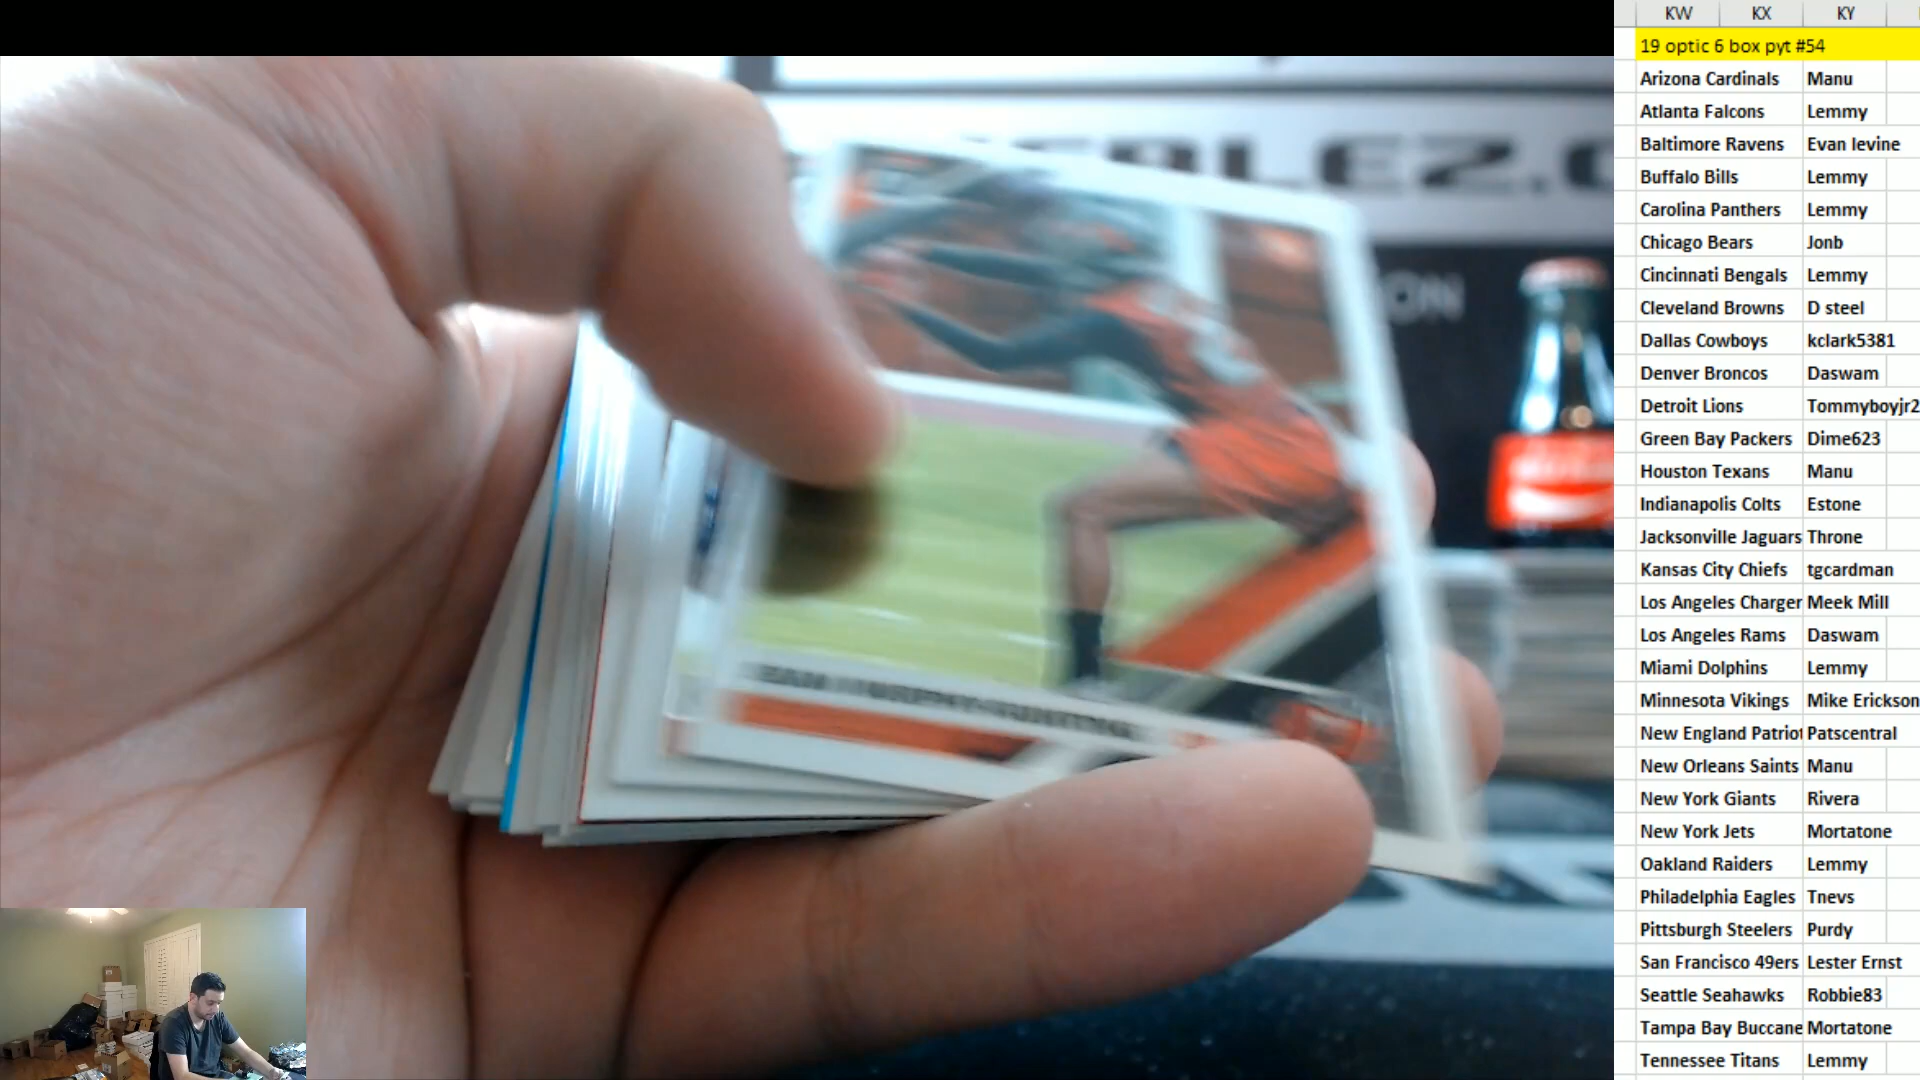 KW KX KY
19 optic 6 box pyt #54
Arizona Cardinals Manu
Atlanta Falcons Lemmy
Baltimore Ravens Evan levine
Buffalo Bills Lemmy
Carolina Panthers Lemmy
Chicago Bears Jonb
Cincinnati Bengals Lemmy
Cleveland Browns D steel
Dallas Cowboys kclark5381
Denver Broncos Daswam
Detroit Lions Tommyboyjr2
Green Bay Packers Dime623
Houston Texans Manu
Indianapolis Colts Estone
Jacksonville Jaguars Throne
Kansas City Chiefs tgcardman
Los Angeles Charger Meek Mill
Los Angeles Rams Daswam
Miami Dolphins Lemmy
Minnesota Vikings Mike Erickson
New England Patriot Patscentral
New Orleans Saints Manu
New York Giants Rivera
New York Jets Mortatone
Oakland Raiders Lemmy
Philadelphia Eagles Tnevs
Pittsburgh Steelers Purdy
San Francisco 49ers Lester Ernst
Seattle Seahawks Robbie83
Tampa Bay Buccane Mortatone
Tennessee Titans Lemmy